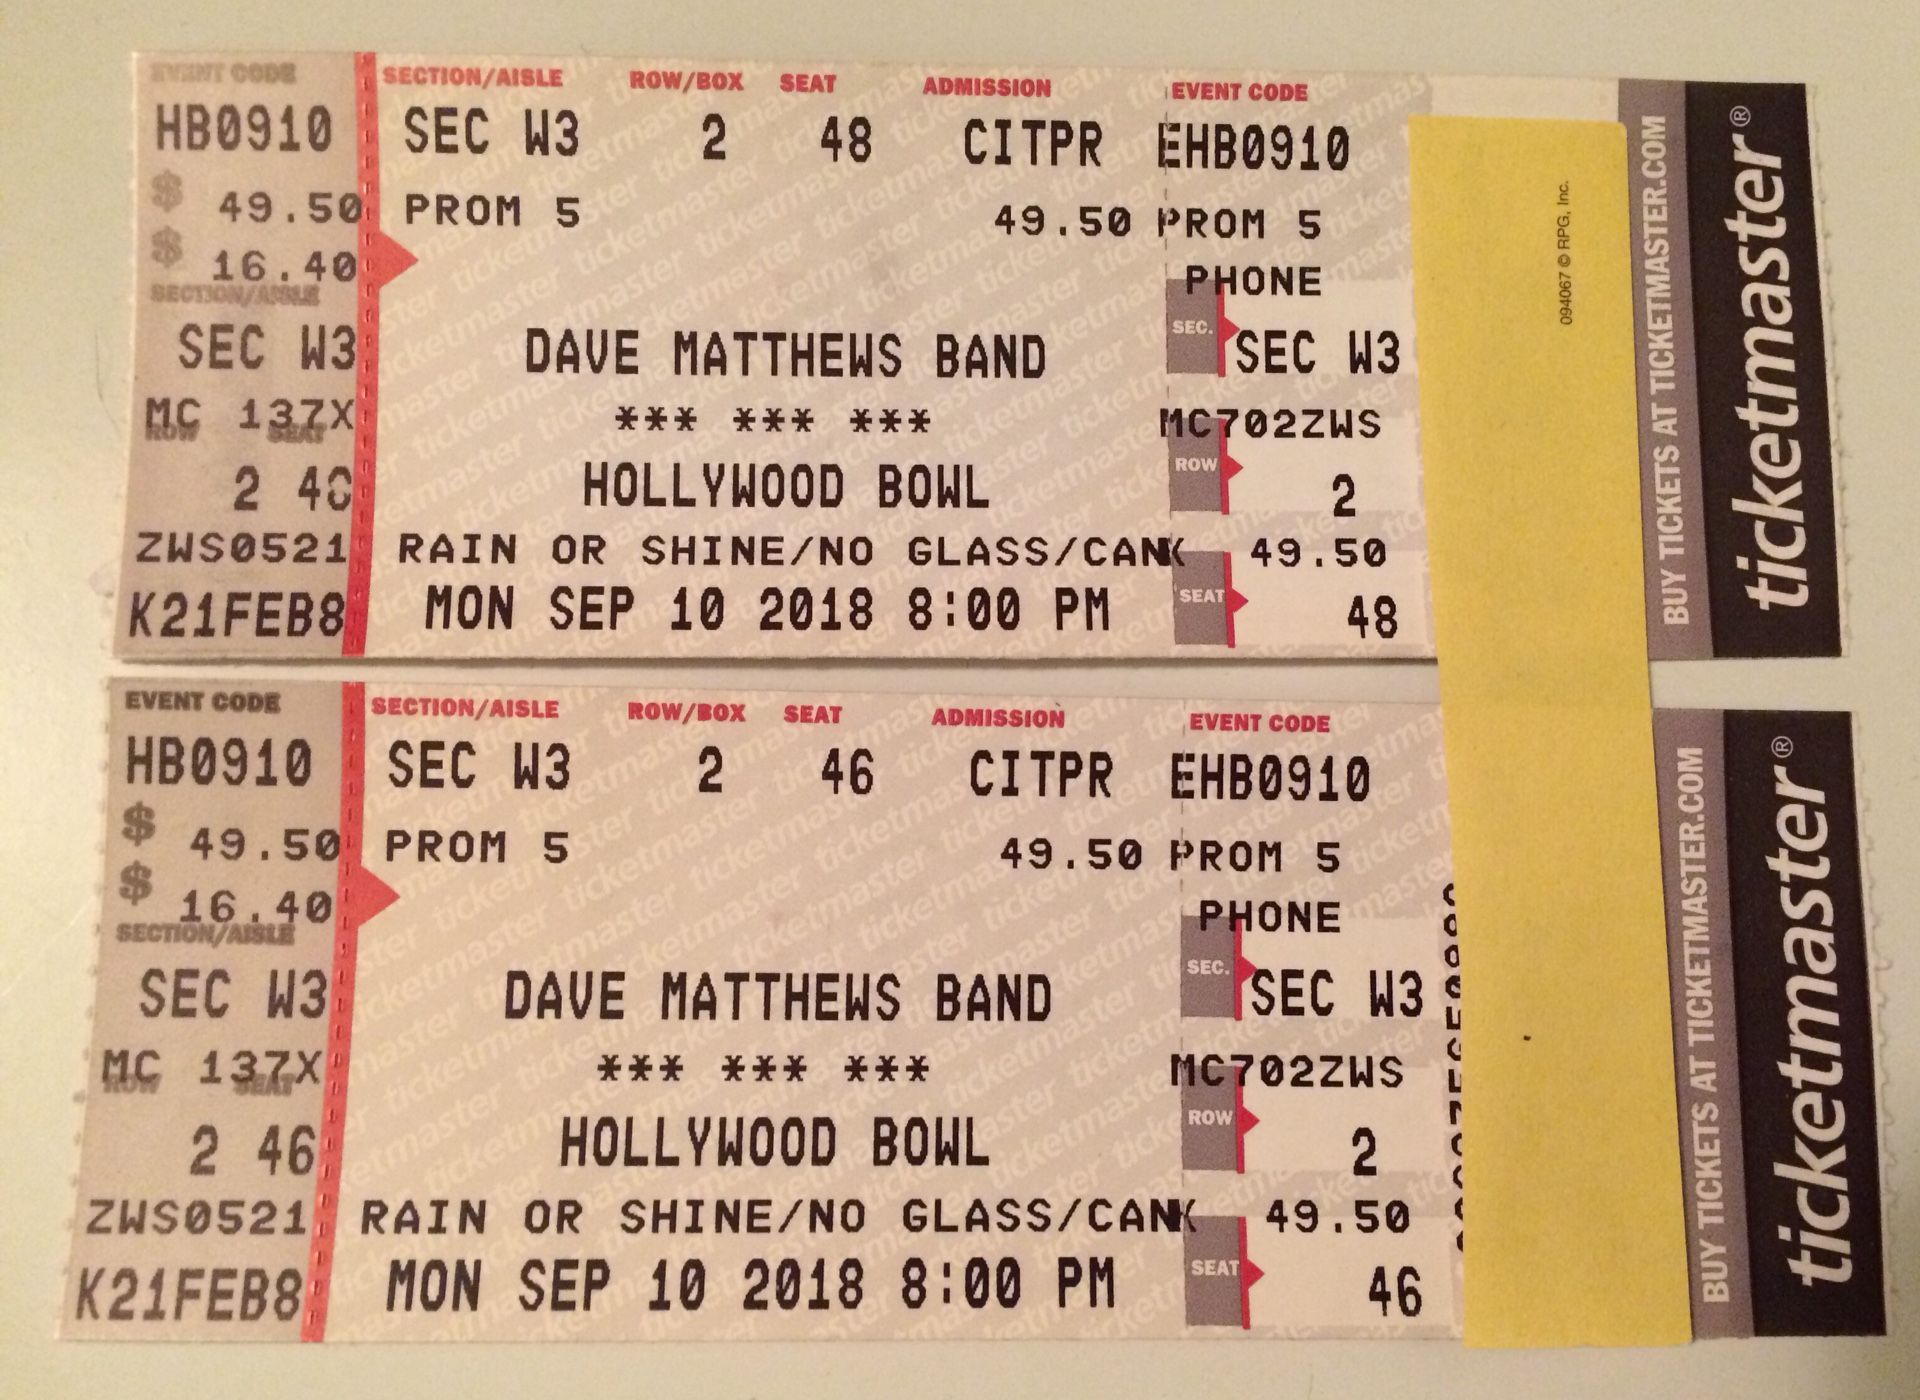 EVENT CODE SECTION/AISLE ROW/BOX SEAT ADMISSION EVENT CODE
HB0910 SEC W3 2 48 CITPR EHB0910
$ 49.50 PROM 5 49.50 PROM 5
$ 16.40 PHONE
SECTION/AISLE
SEC W3 DAVE MATTHEWS BAND SEC. SEC W3
MC 137X *** *** *** MC702ZWS
ROW SEAT
2 48 HOLLYWOOD BOWL ROW 2
ZWS0521 RAIN OR SHINE/NO GLASS/CAN 49.50
K21FEB8 MON SEP 10 2018 8:00 PM SEAT 48
094067 © RPG, Inc.
BUY TICKETS AT TICKETMASTER.COM
ticketmaster®
EVENT CODE SECTION/AISLE ROW/BOX SEAT ADMISSION EVENT CODE
HB0910 SEC W3 2 46 CITPR EHB0910
$ 49.50 PROM 5 49.50 PROM 5
$ 16.40 PHONE
SECTION/AISLE
SEC W3 DAVE MATTHEWS BAND SEC. SEC W3
MC 137X *** *** *** MC702ZWS
ROW SEAT
2 46 HOLLYWOOD BOWL ROW 2
ZWS0521 RAIN OR SHINE/NO GLASS/CAN 49.50
K21FEB8 MON SEP 10 2018 8:00 PM SEAT 46
BUY TICKETS AT TICKETMASTER.COM
ticketmaster®